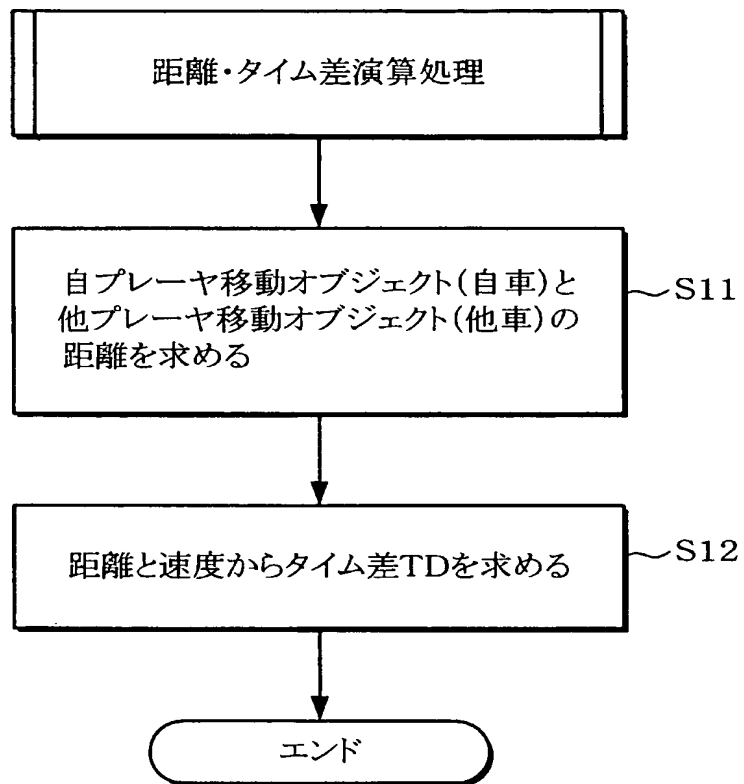 距離・タイム差演算処理
自プレーヤ移動オブジェクト(自車)と
他プレーヤ移動オブジェクト(他車)の
距離を求める
S11
距離と速度からタイム差TDを求める
S12
エンド